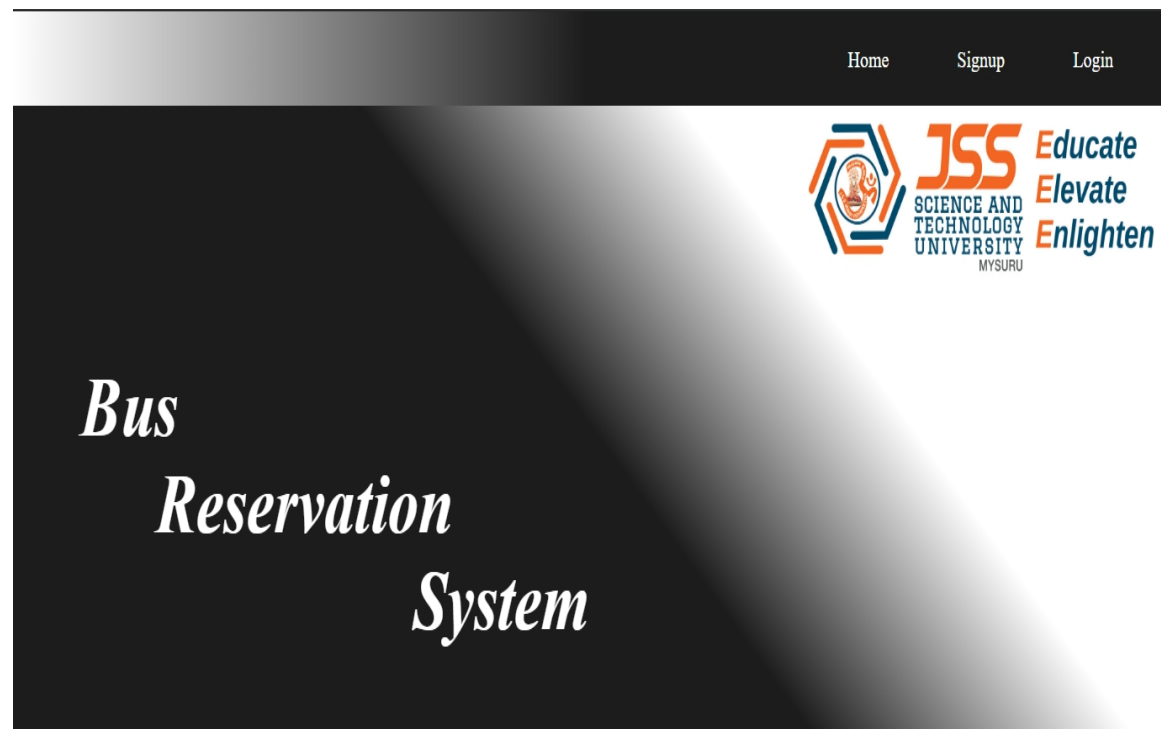 Home Signup Login
JSS
SCIENCE AND
TECHNOLOGY
UNIVERSITY
MYSURU
Educate
Elevate
Enlighten
Bus
Reservation
System